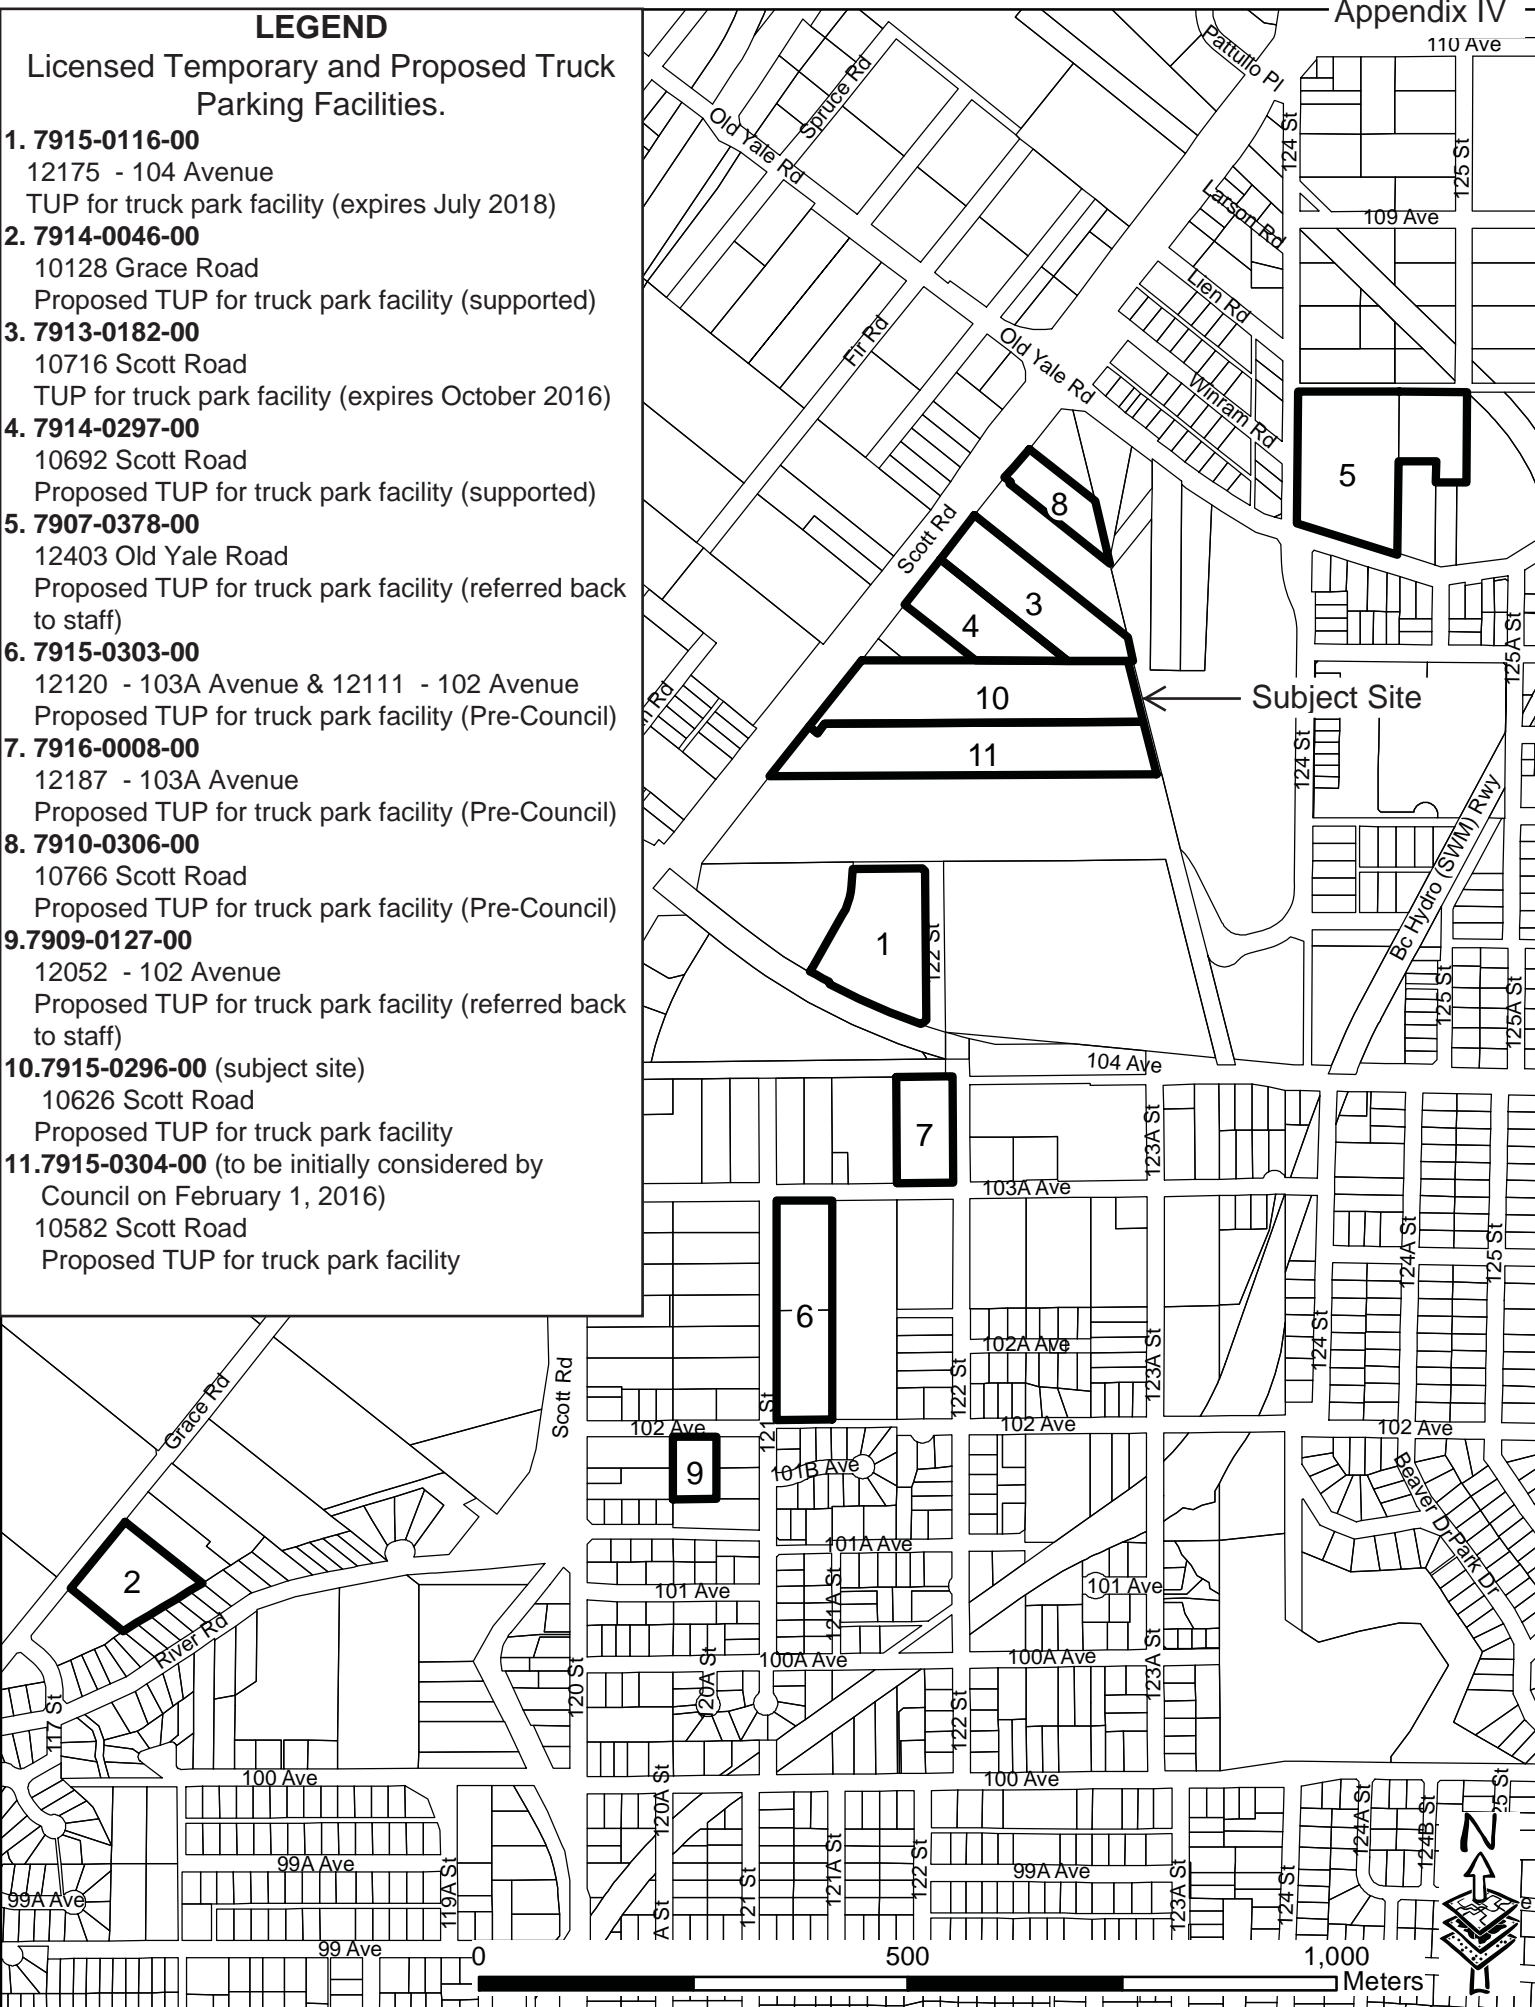 Appendix IV
LEGEND
Licensed Temporary and Proposed Truck
Parking Facilities.
1. 7915-0116-00
12175 - 104 Avenue
TUP for truck park facility (expires July 2018)
2. 7914-0046-00
10128 Grace Road
Proposed TUP for truck park facility (supported)
3. 7913-0182-00
10716 Scott Road
TUP for truck park facility (expires October 2016)
4. 7914-0297-00
10692 Scott Road
Proposed TUP for truck park facility (supported)
5. 7907-0378-00
12403 Old Yale Road
Proposed TUP for truck park facility (referred back
to staff)
6. 7915-0303-00
12120 - 103A Avenue & 12111 - 102 Avenue
Proposed TUP for truck park facility (Pre-Council)
7. 7916-0008-00
12187 - 103A Avenue
Proposed TUP for truck park facility (Pre-Council)
8. 7910-0306-00
10766 Scott Road
Proposed TUP for truck park facility (Pre-Council)
9.7909-0127-00
12052 - 102 Avenue
Proposed TUP for truck park facility (referred back
to staff)
10.7915-0296-00 (subject site)
10626 Scott Road
Proposed TUP for truck park facility
11.7915-0304-00 (to be initially considered by
Council on February 1, 2016)
10582 Scott Road
Proposed TUP for truck park facility
110 Ave
Pattullo Pl
Spruce Rd
Old Yale Rd
124 St
125 St
Larson Rd
109 Ave
Lien Rd
Fir Rd
Old Yale Rd
Winram Rd
5
8
Scott Rd
3
4
125A St
10
Subject Site
Rd
11
124 St
Bc Hydro (SWM) Rwy
1
122 St
125 St
125A St
104 Ave
7
123A St
103A Ave
124A St
125 St
6
102A Ave
123A St
124 St
Scott Rd
122 St
121 St
Grace Rd
102 Ave
102 Ave
102 Ave
9
101B Ave
Beaver Dr
Park Dr
101A Ave
2
101 Ave
121A St
101 Ave
River Rd
100A Ave
100A Ave
123A St
120 St
120A St
122 St
117 St
100 Ave
100 Ave
120A St
124A St
124B St
25 St
N
99A Ave
99A Ave
99A Ave
119A St
A St
121 St
121A St
122 St
123A St
124 St
e
99 Ave
0
500
1,000
Meters